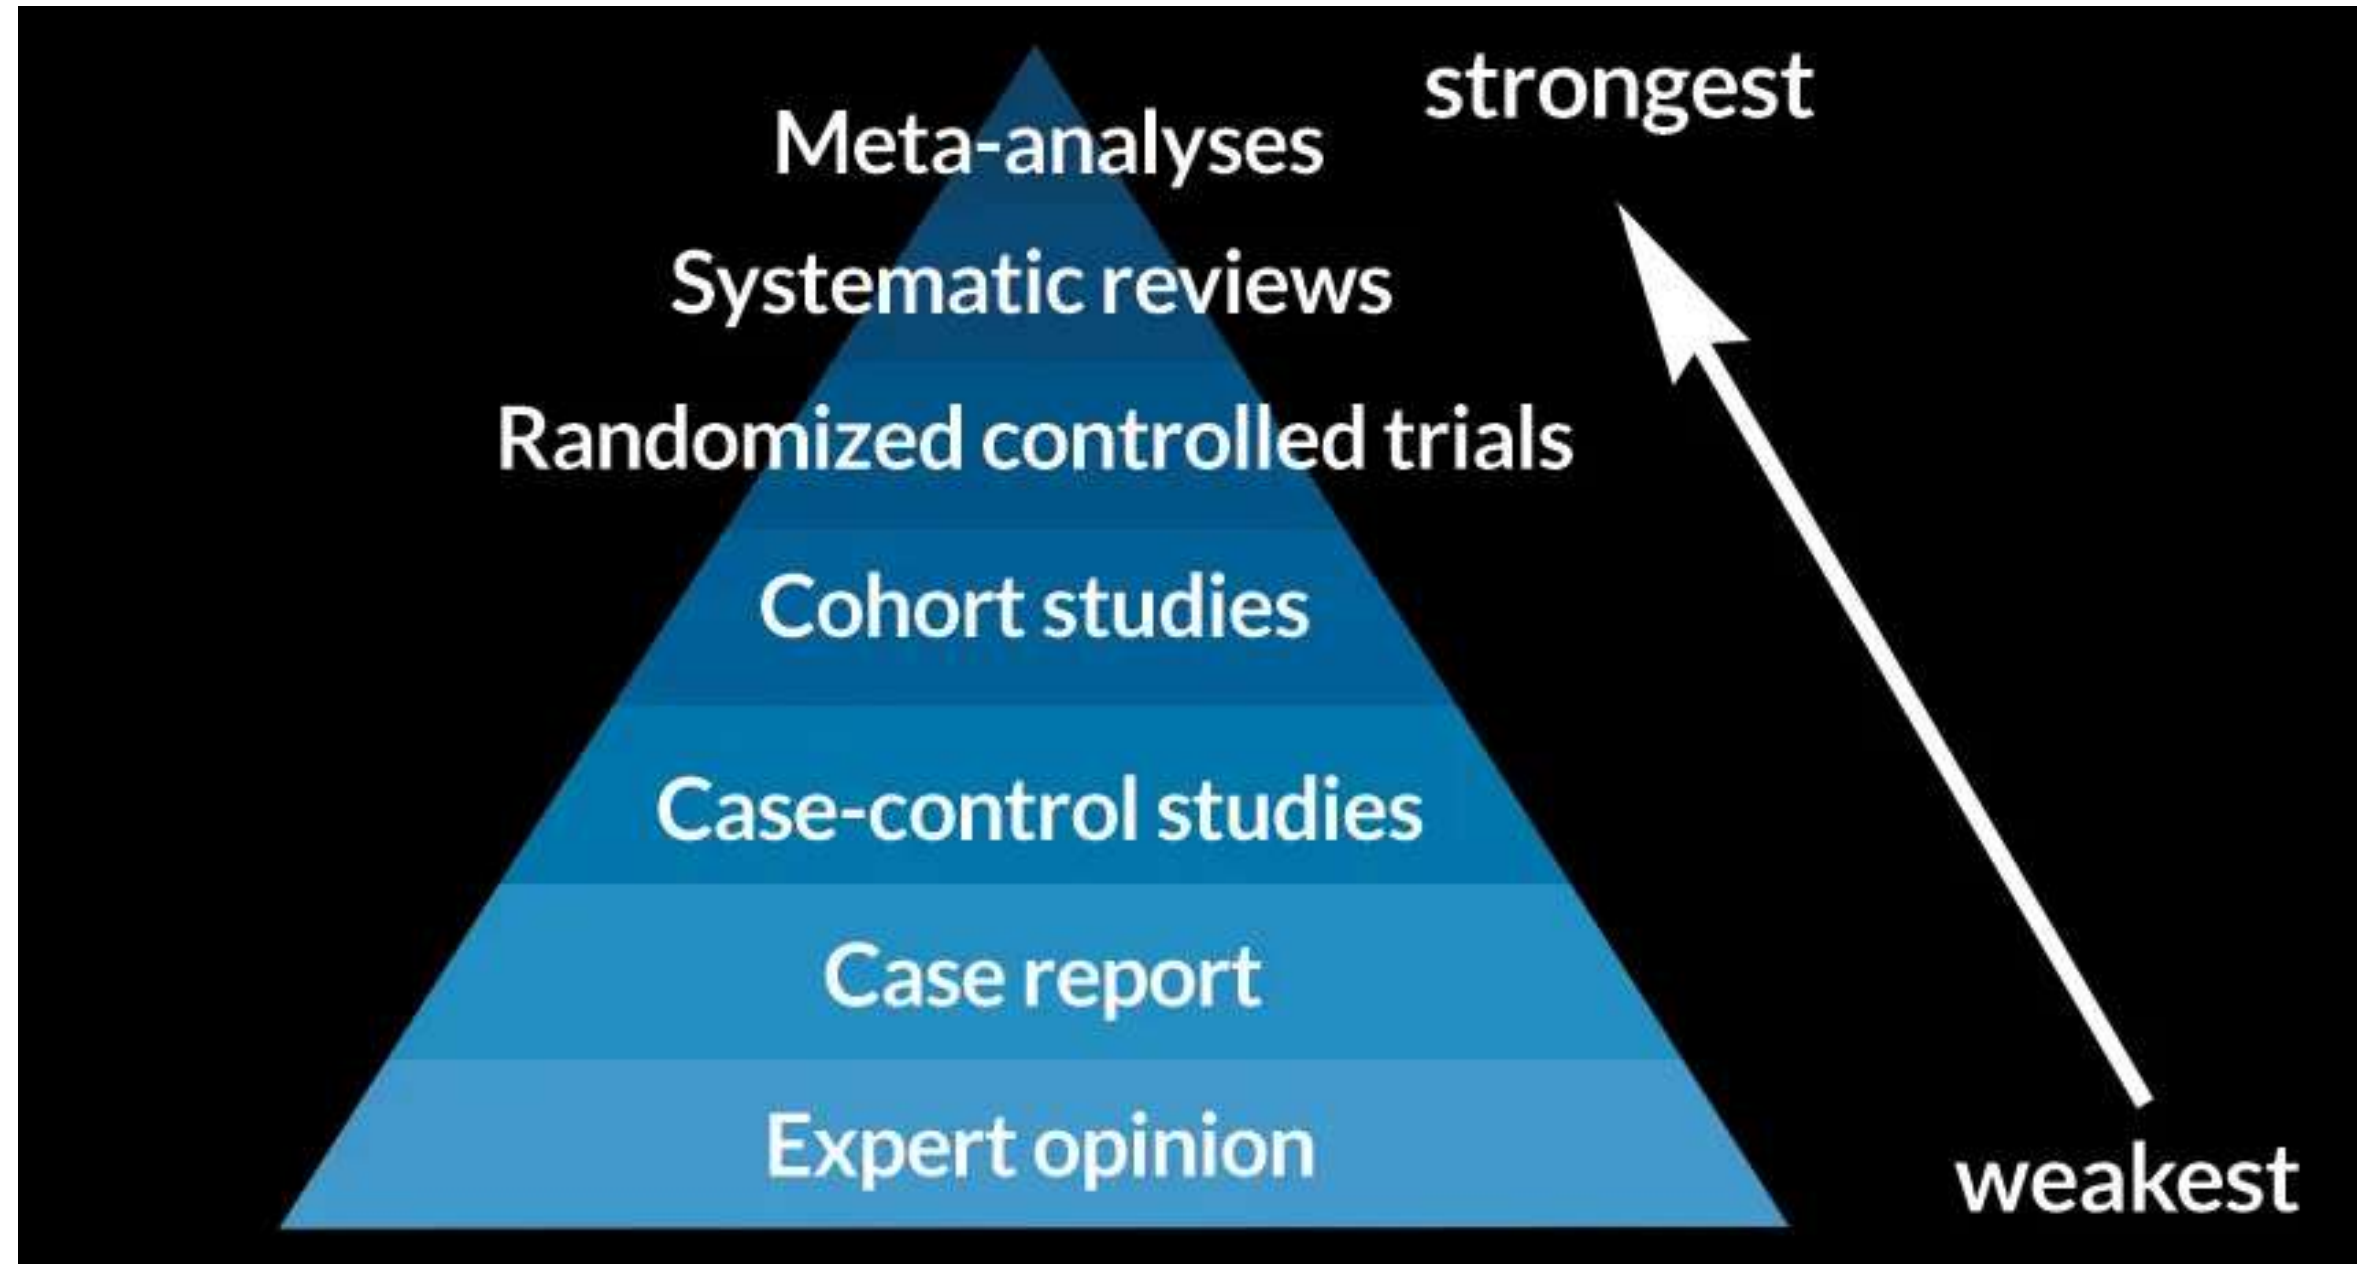 strongest
Meta-analyses
Systematic reviews
Randomized controlled trials
Cohort studies
Case-control studies
Case report
Expert opinion
weakest